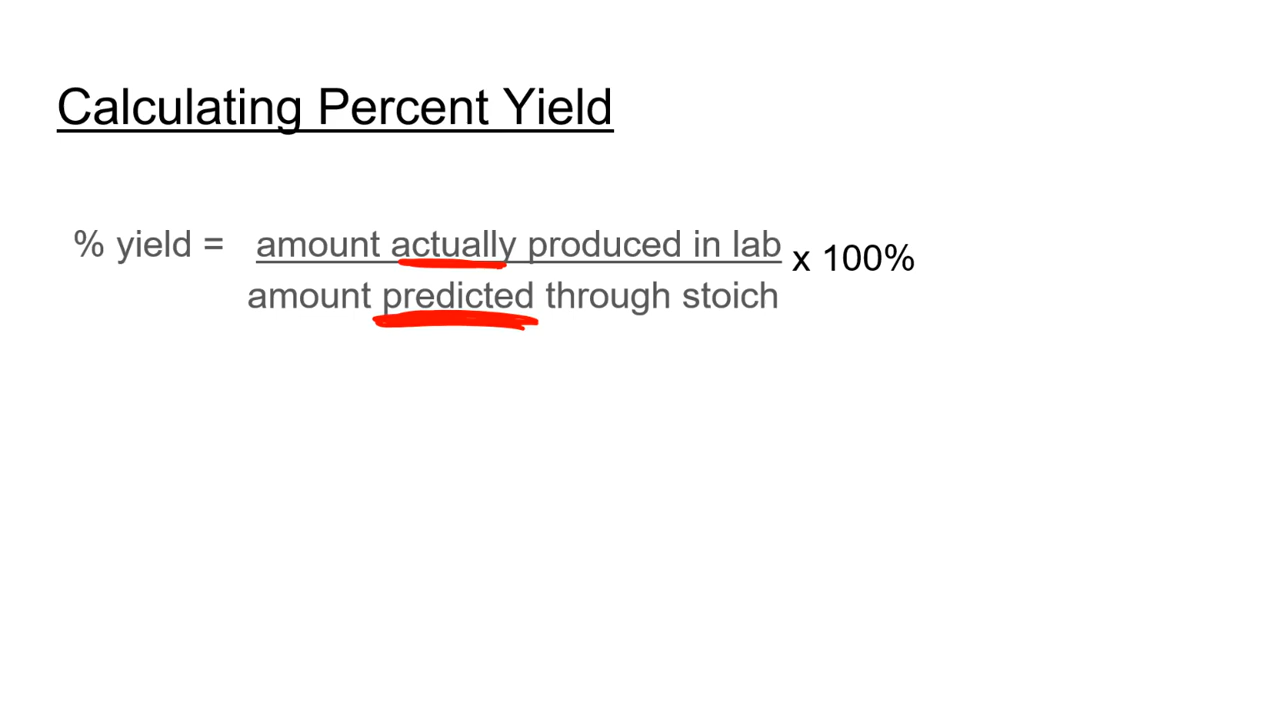 Calculating Percent Yield
% yield = amount actually produced in lab x 100%
amount predicted through stoich